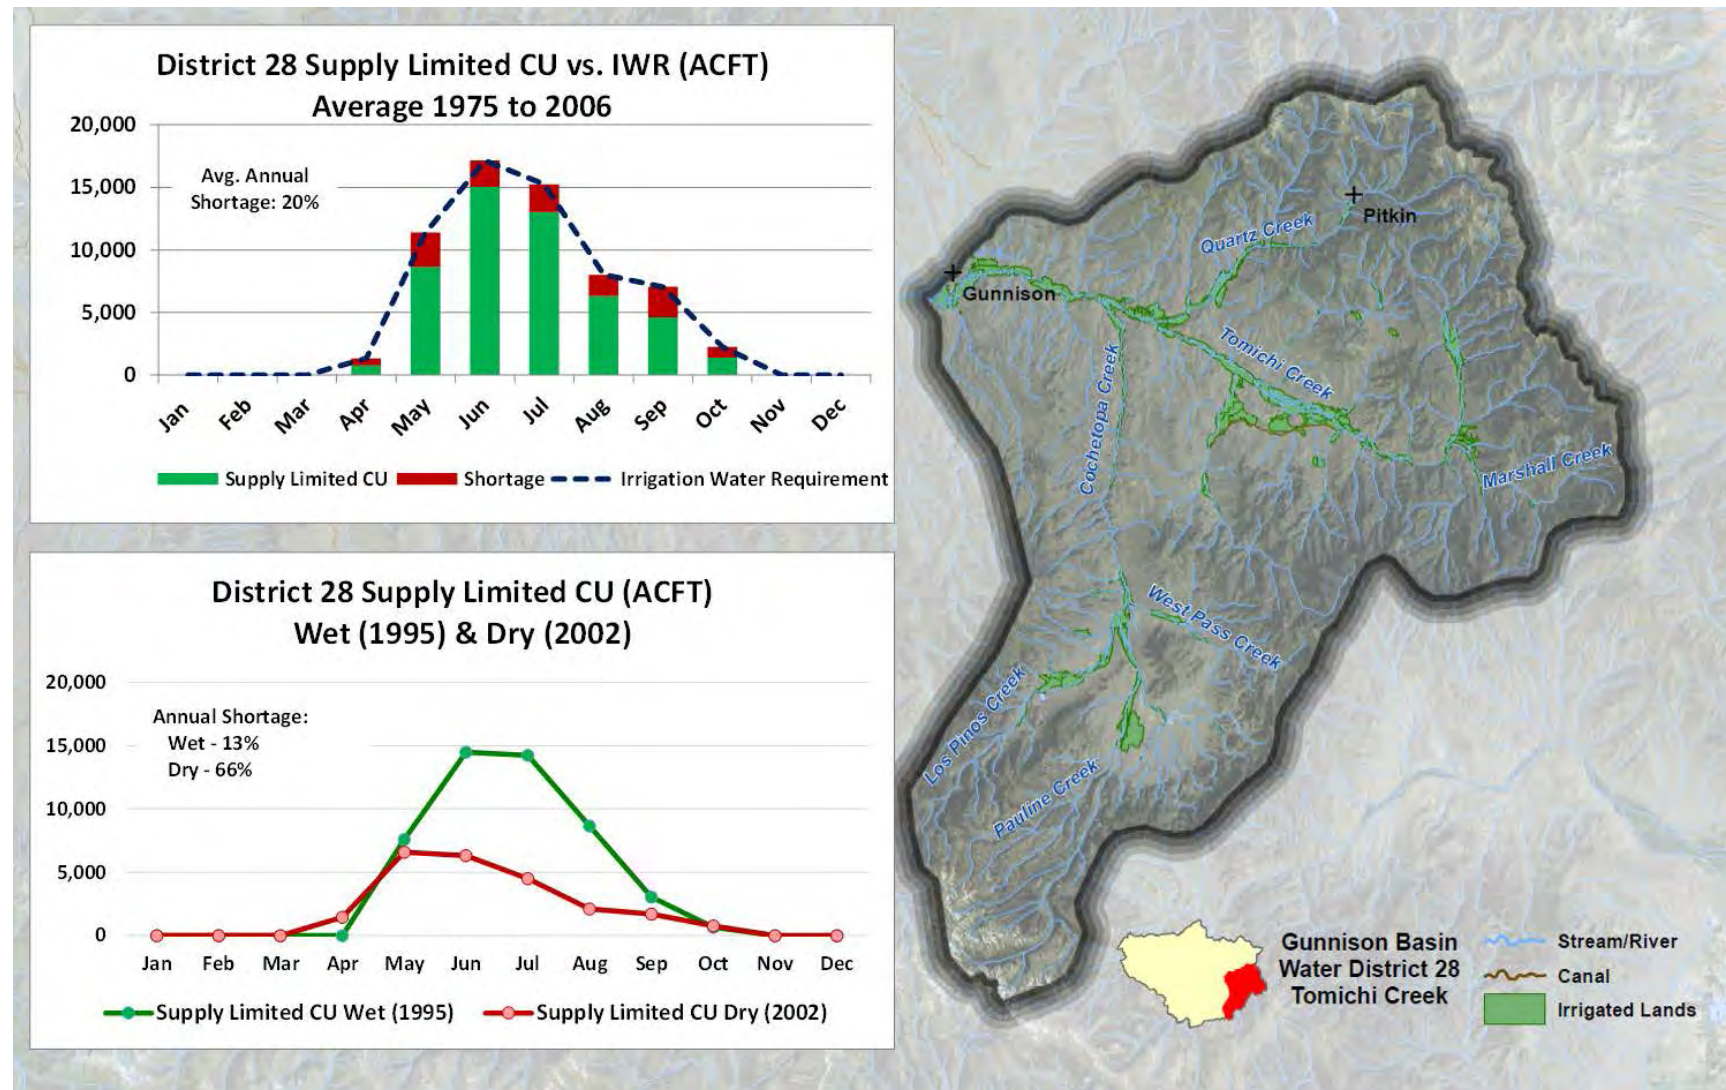 District 28 Supply Limited CU vs. IWR (ACFT)
Average 1975 to 2006
20,000
15,000
10,000
5,000
0
Avg. Annual
Shortage: 20%
Jan
Feb
Mar
Apr
May
Jun
Jul
Aug
Sep
Oct
Nov
Dec
Supply Limited CU
Shortage
Irrigation Water Requirement
District 28 Supply Limited CU (ACFT)
Wet (1995) & Dry (2002)
20,000
15,000
10,000
5,000
0
Annual Shortage:
Wet - 13%
Dry - 66%
Jan
Feb
Mar
Apr
May
Jun
Jul
Aug
Sep
Oct
Nov
Dec
Supply Limited CU Wet (1995)
Supply Limited CU Dry (2002)
Pitkin
Quartz Creek
Gunnison
Tomichi Creek
Cochetopa Creek
Marshall Creek
West Pass Creek
Los Pinos Creek
Pauline Creek
Gunnison Basin
Water District 28
Tomichi Creek
Stream/River
Canal
Irrigated Lands